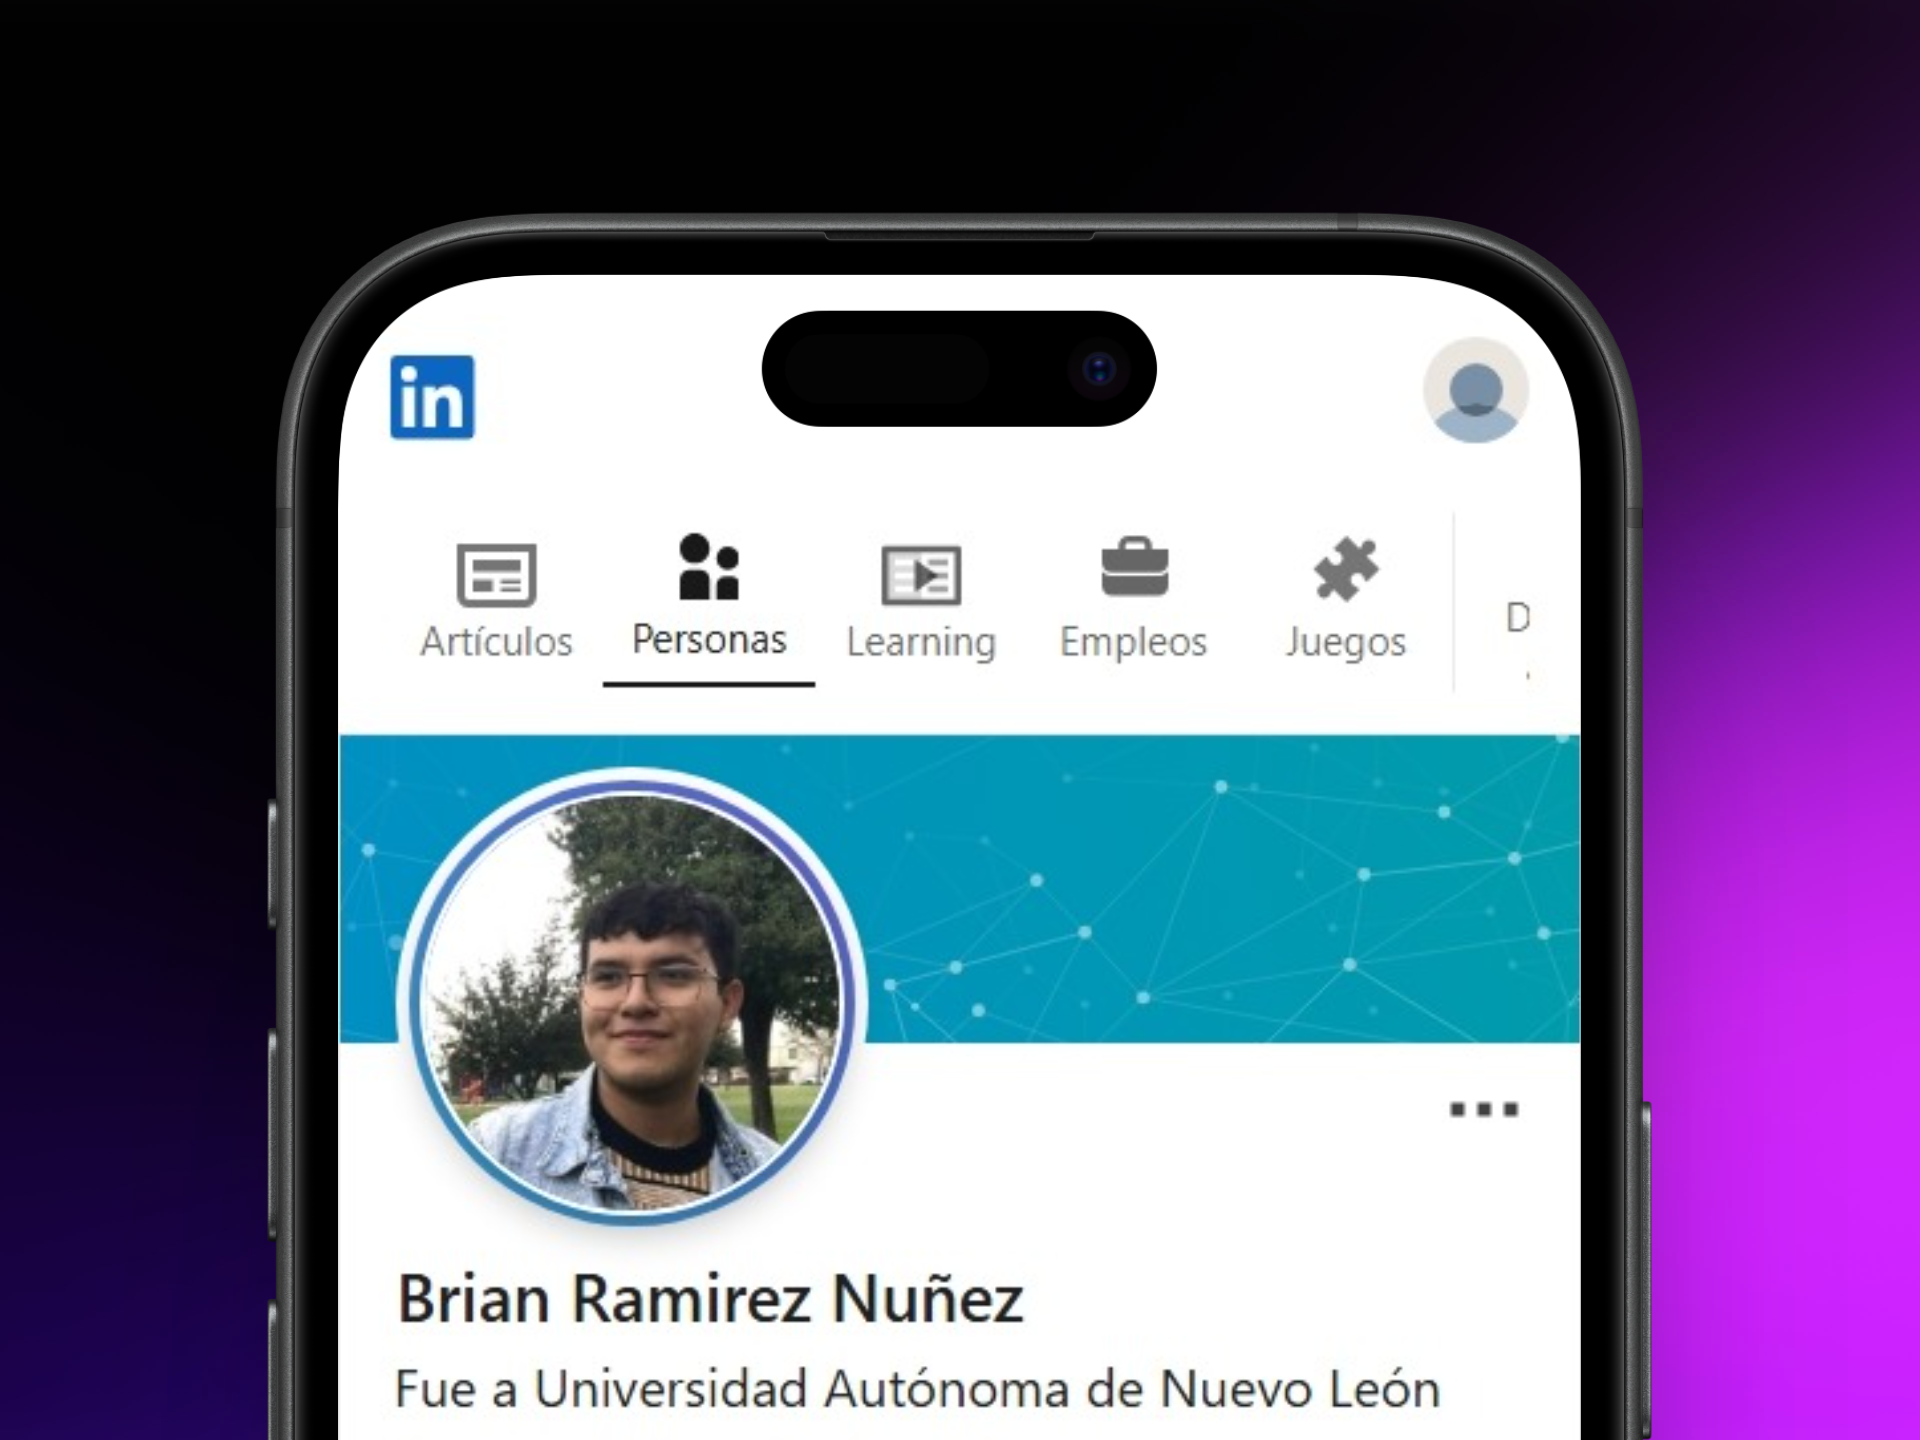 in
Artículos Personas Learning Empleos Juegos D
Brian Ramirez Nuñez
Fue a Universidad Autónoma de Nuevo León